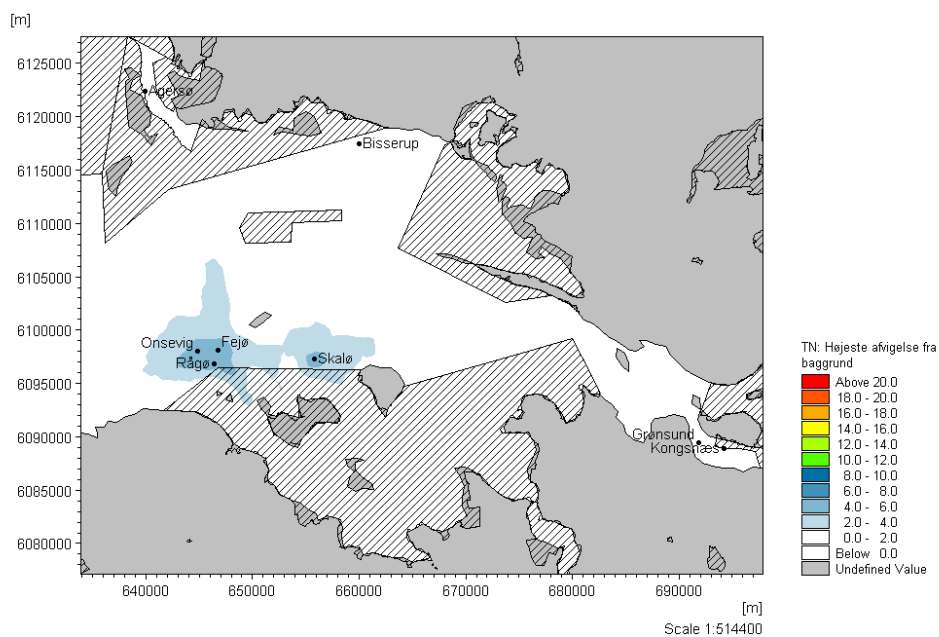 [m]
6125000
6120000
6115000
6110000
6105000
6100000
6095000
6090000
6085000
6080000
Agersø
Bisserup
Onsevig
Fejø
Rågø
Skalø
Grønsund
Kongsnæs
640000 650000 660000 670000 680000 690000
[m]
Scale 1:514400
TN: Højeste afvigelse fra
baggrund
Above 20.0
18.0 - 20.0
16.0 - 18.0
14.0 - 16.0
12.0 - 14.0
10.0 - 12.0
8.0 - 10.0
6.0 - 8.0
4.0 - 6.0
2.0 - 4.0
0.0 - 2.0
Below 0.0
Undefined Value